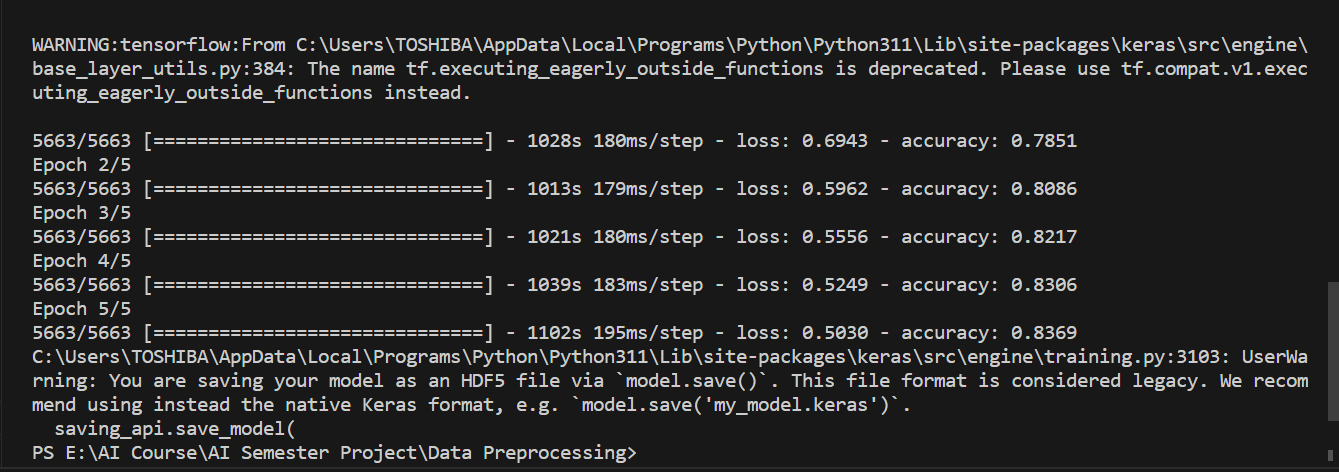 WARNING:tensorflow:From C:\Users\TOSHIBA\AppData\Local\Programs\Python\Python311\Lib\site-packages\keras\src\engine\
base_layer_utils.py:384: The name tf.executing_eagerly_outside_functions is deprecated. Please use tf.compat.v1.exec
uting_eagerly_outside_functions instead.

5663/5663 [==============================] - 1028s 180ms/step - loss: 0.6943 - accuracy: 0.7851
Epoch 2/5
5663/5663 [==============================] - 1013s 179ms/step - loss: 0.5962 - accuracy: 0.8086
Epoch 3/5
5663/5663 [==============================] - 1021s 180ms/step - loss: 0.5556 - accuracy: 0.8217
Epoch 4/5
5663/5663 [==============================] - 1039s 183ms/step - loss: 0.5249 - accuracy: 0.8306
Epoch 5/5
5663/5663 [==============================] - 1102s 195ms/step - loss: 0.5030 - accuracy: 0.8369
C:\Users\TOSHIBA\AppData\Local\Programs\Python\Python311\Lib\site-packages\keras\src\engine\training.py:3103: UserWa
rning: You are saving your model as an HDF5 file via `model.save()`. This file format is considered legacy. We recom
mend using instead the native Keras format, e.g. `model.save('my_model.keras')`.
  saving_api.save_model(
PS E:\AI Course\AI Semester Project\Data Preprocessing>